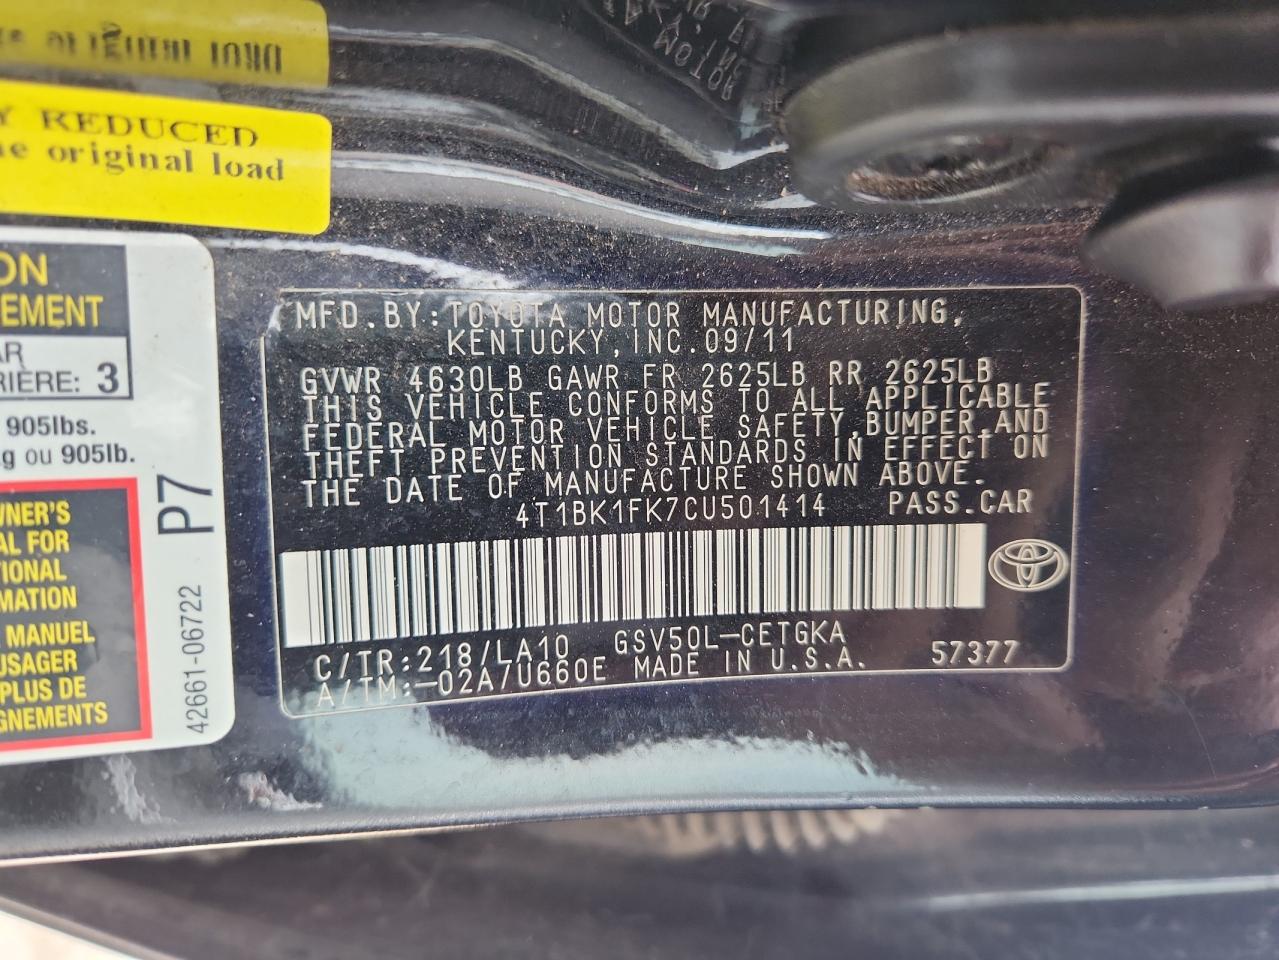 Y REDUCED
e original load
ON
EMENT
AR
RIÈRE: 3
905lbs.
g ou 905lb.
P7
WNER'S
AL FOR
TIONAL
MATION
MANUEL
USAGER
PLUS DE
GNEMENTS
42661-06722
MFD.BY:TOYOTA MOTOR MANUFACTURING,
KENTUCKY,INC.09/11
GVWR 4630LB GAWR FR 2625LB RR 2625LB
THIS VEHICLE CONFORMS TO ALL APPLICABLE
FEDERAL MOTOR VEHICLE SAFETY,BUMPER,AND
THEFT PREVENTION STANDARDS IN EFFECT ON
THE DATE OF MANUFACTURE SHOWN ABOVE.
4T1BK1FK7CU501414 PASS.CAR
C/TR:218/LA10 GSV50L-CETGKA
A/TM:-02A/U660E MADE IN U.S.A. 57377